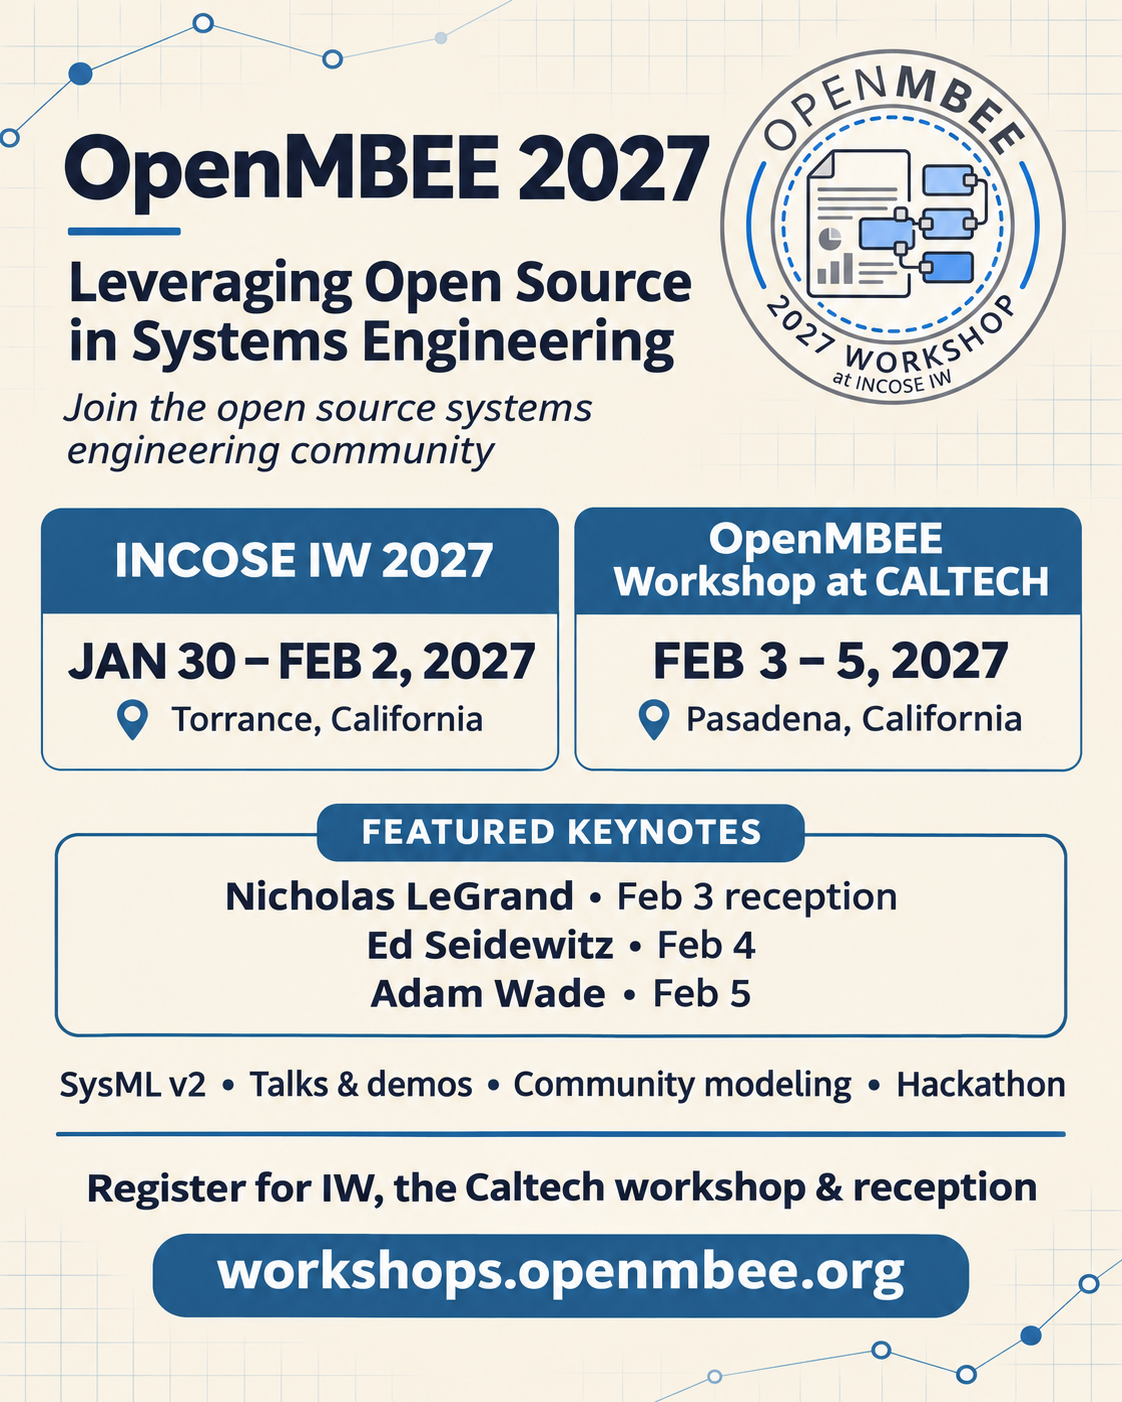 OpenMBEE 2027
OPENMBEE
2027 WORKSHOP
at INCOSE IW
Leveraging Open Source
in Systems Engineering
Join the open source systems
engineering community
INCOSE IW 2027
JAN 30 – FEB 2, 2027
Torrance, California
OpenMBEE
Workshop at CALTECH
FEB 3 – 5, 2027
Pasadena, California
FEATURED KEYNOTES
Nicholas LeGrand • Feb 3 reception
Ed Seidewitz • Feb 4
Adam Wade • Feb 5
SysML v2 • Talks & demos • Community modeling • Hackathon
Register for IW, the Caltech workshop & reception
workshops.openmbee.org